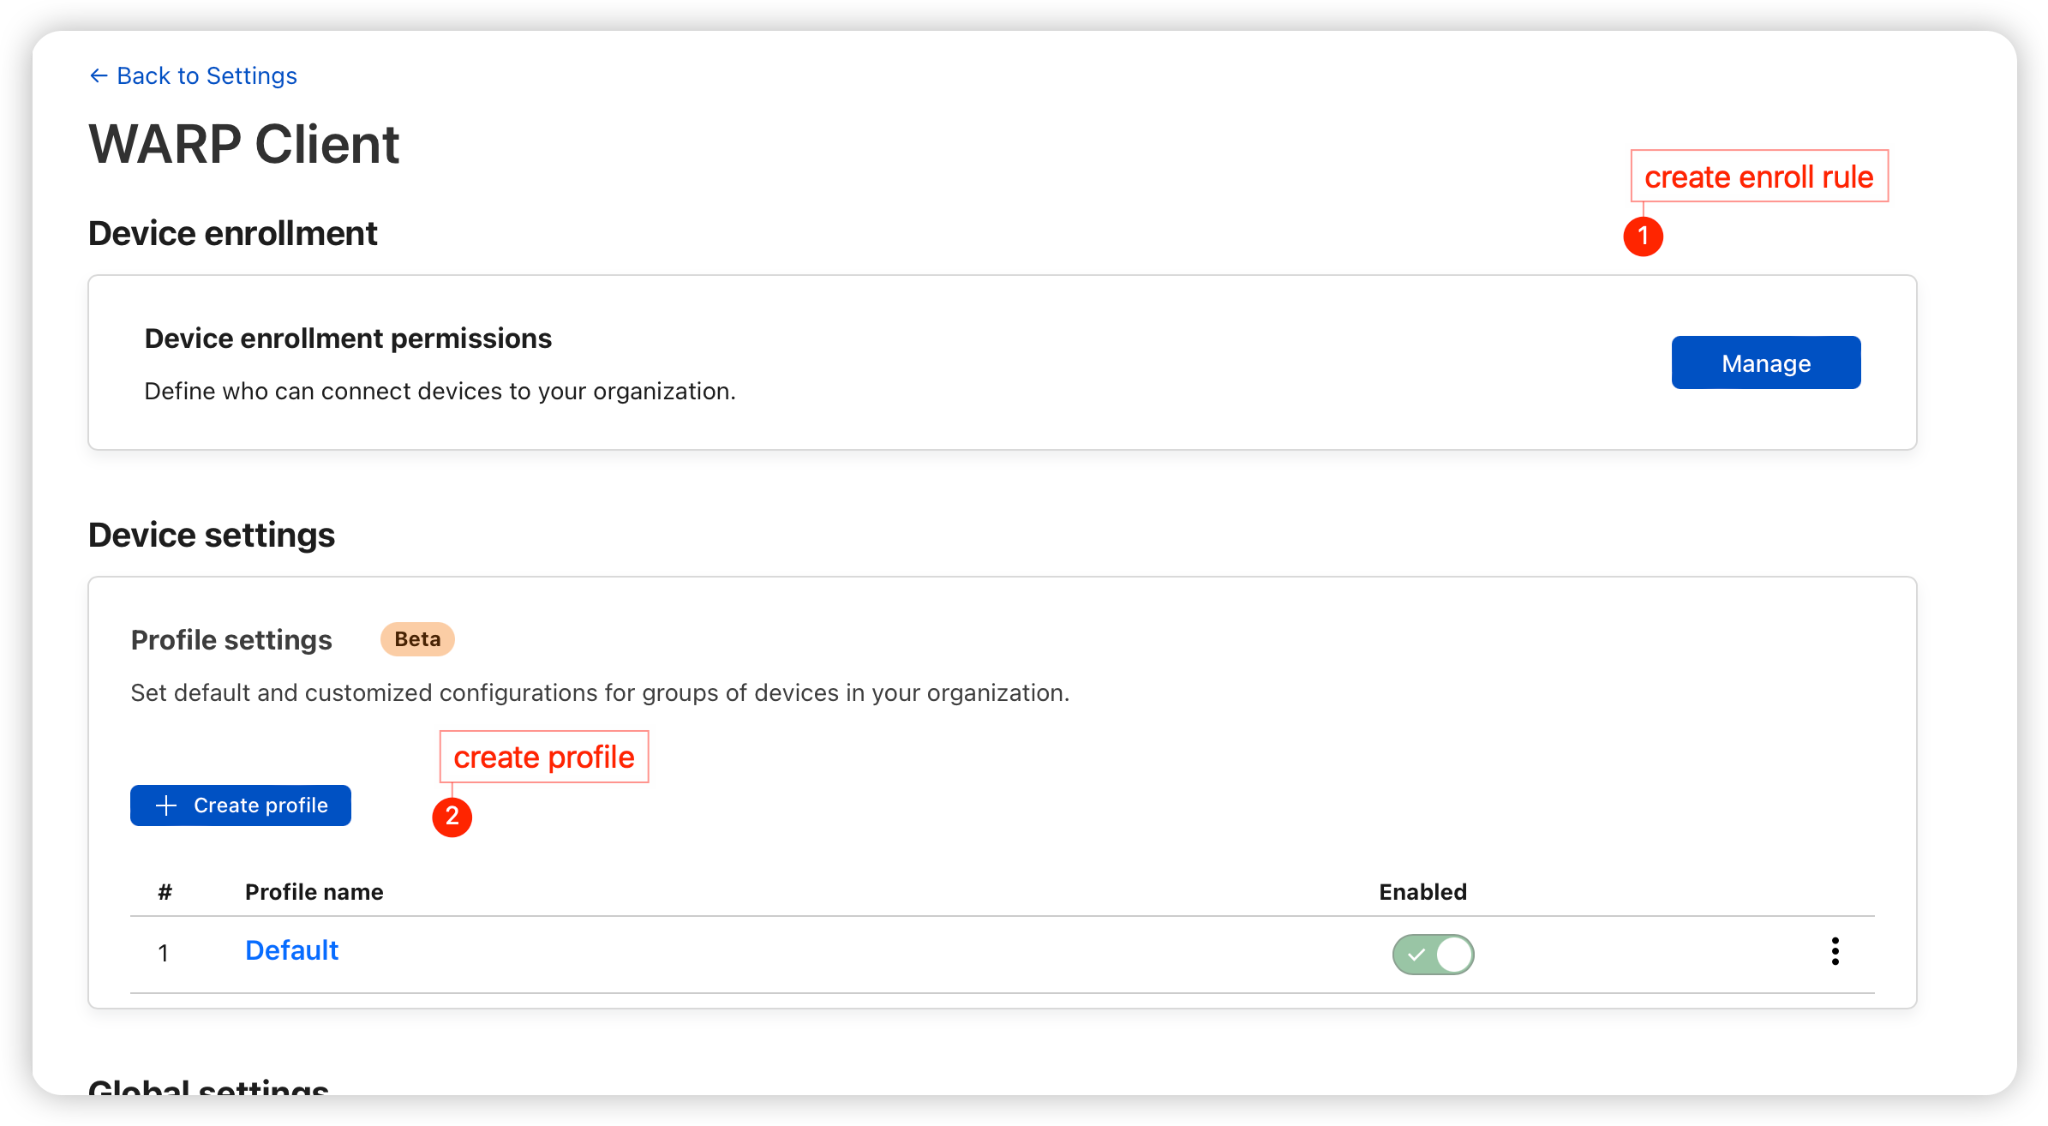 ← Back to Settings
WARP Client
create enroll rule
1
Device enrollment
Device enrollment permissions
Define who can connect devices to your organization.
Manage
Device settings
Profile settings Beta
Set default and customized configurations for groups of devices in your organization.
create profile
2
+ Create profile
# Profile name Enabled
1 Default
Global settings